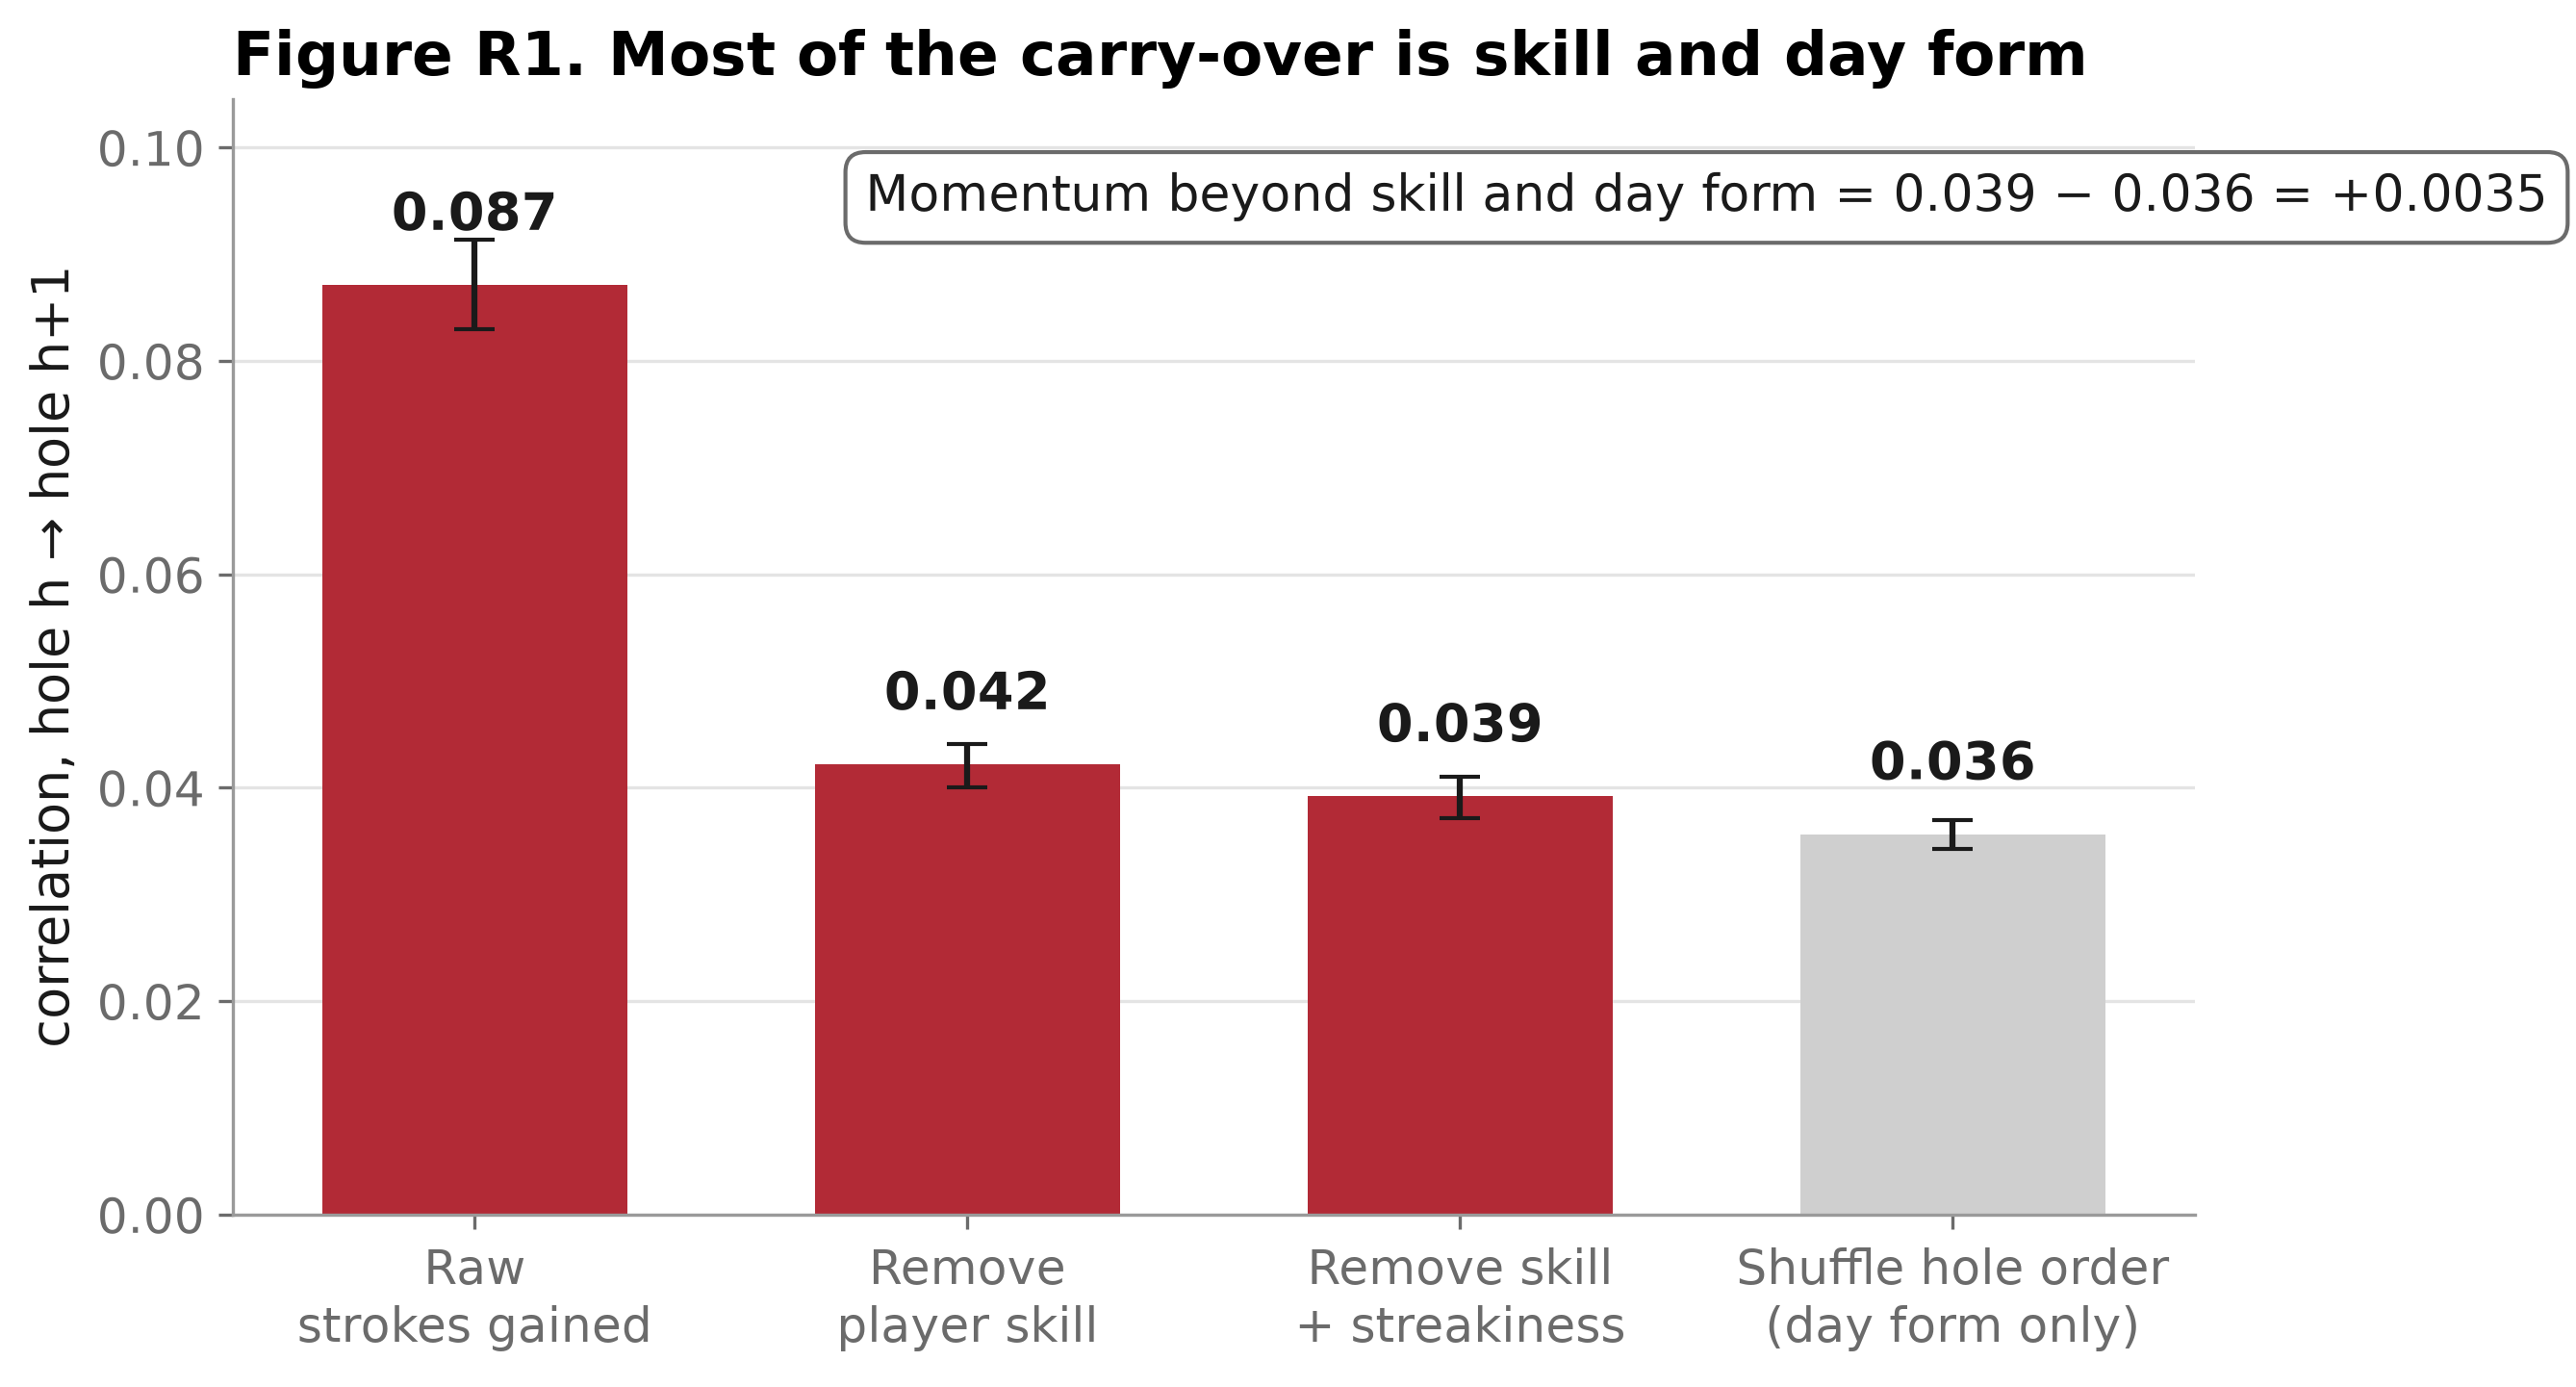 Figure R1. Most of the carry-over is skill and day form
0.10
Momentum beyond skill and day form = 0.039 − 0.036 = +0.0035
0.087
0.08
0.06
0.042
0.039
0.036
0.04
0.02
0.00
correlation, hole h → hole h+1
Raw
strokes gained
Remove
player skill
Remove skill
+ streakiness
Shuffle hole order
(day form only)